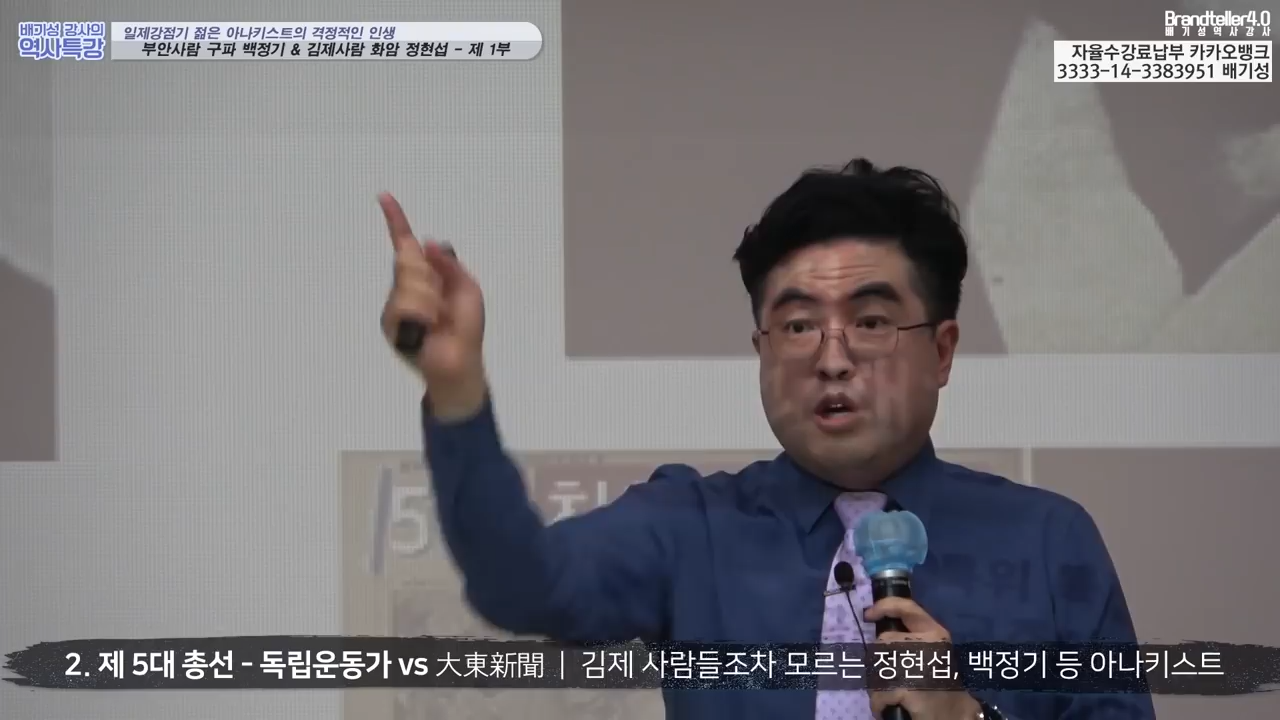 배기성 강사의
역사특강
일제강점기 젊은 아나키스트의 격정적인 인생
부안사람 구파 백정기 & 김제사람 화암 정현섭 - 제 1부
Brandteller4.0
배기성역사강사
자율수강료납부 카카오뱅크
3333-14-3383951 배기성
5
2. 제 5대 총선 - 독립운동가 vs 大東新聞 | 김제 사람들조차 모르는 정현섭, 백정기 등 아나키스트